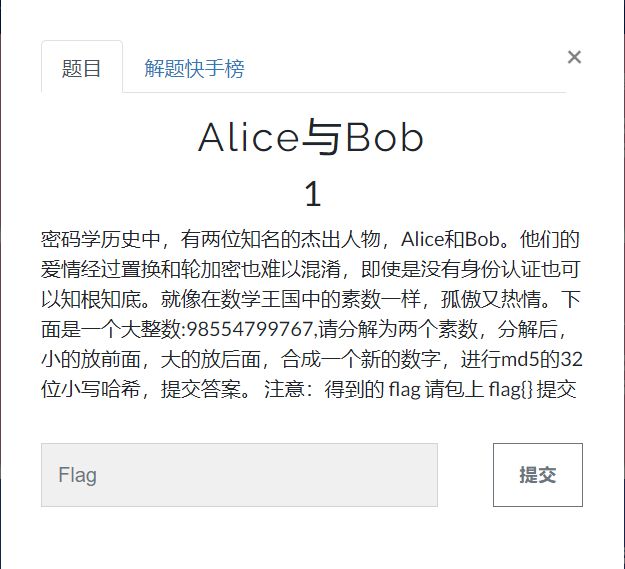 题目 解题快手榜 ×
Alice与Bob
1
密码学历史中，有两位知名的杰出人物，Alice和Bob。他们的
爱情经过置换和轮加密也难以混淆，即使是没有身份认证也可
以知根知底。就像在数学王国中的素数一样，孤傲又热情。下
面是一个大整数:98554799767,请分解为两个素数，分解后，
小的放前面，大的放后面，合成一个新的数字，进行md5的32
位小写哈希，提交答案。 注意：得到的 flag 请包上 flag{} 提交
Flag 提交